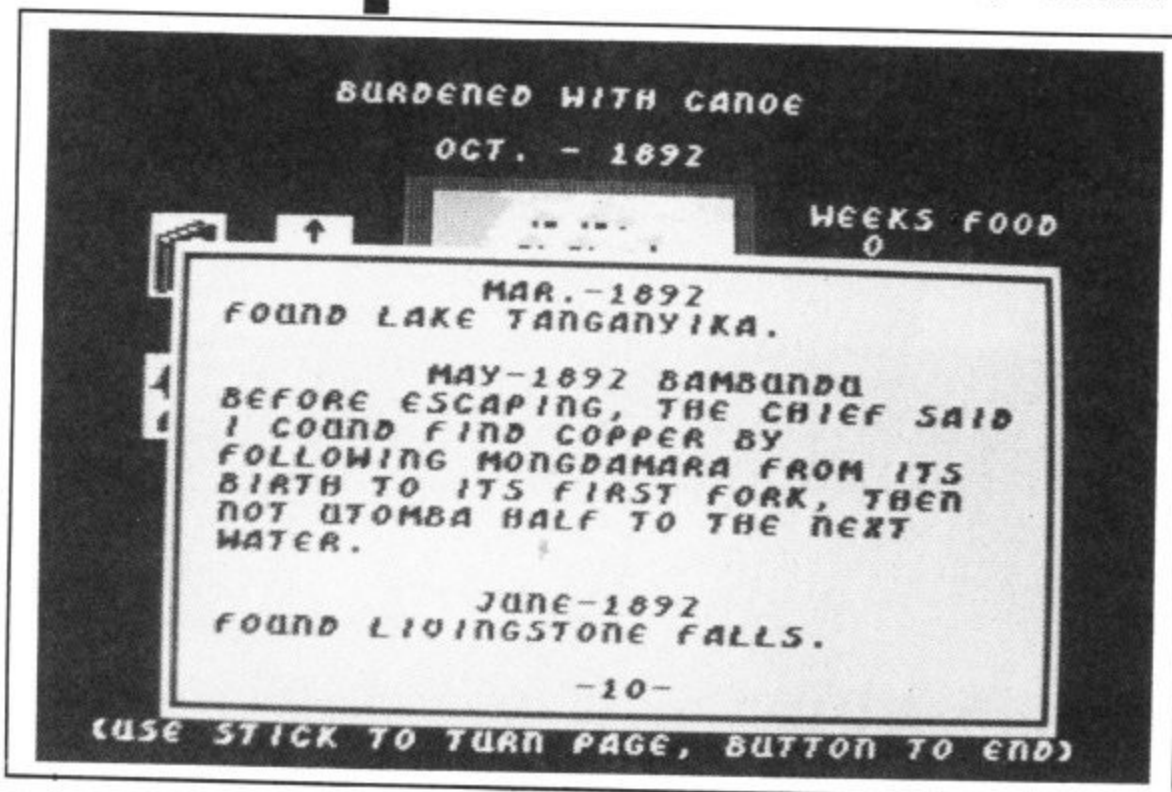 BURDENED WITH CANOE
OCT. - 1892
WEEKS FOOD
0
MAR.-1892
FOUND LAKE TANGANYIKA.
MAY-1892 BAMBUNDU
BEFORE ESCAPING, THE CHIEF SAID
I COUND FIND COPPER BY
FOLLOWING MONGDAMARA FROM ITS
BIRTH TO ITS FIRST FORK, THEN
NOT UTOMBA HALF TO THE NEXT
WATER.
JUNE-1892
FOUND LIVINGSTONE FALLS.
-10-
(USE STICK TO TURN PAGE, BUTTON TO END)